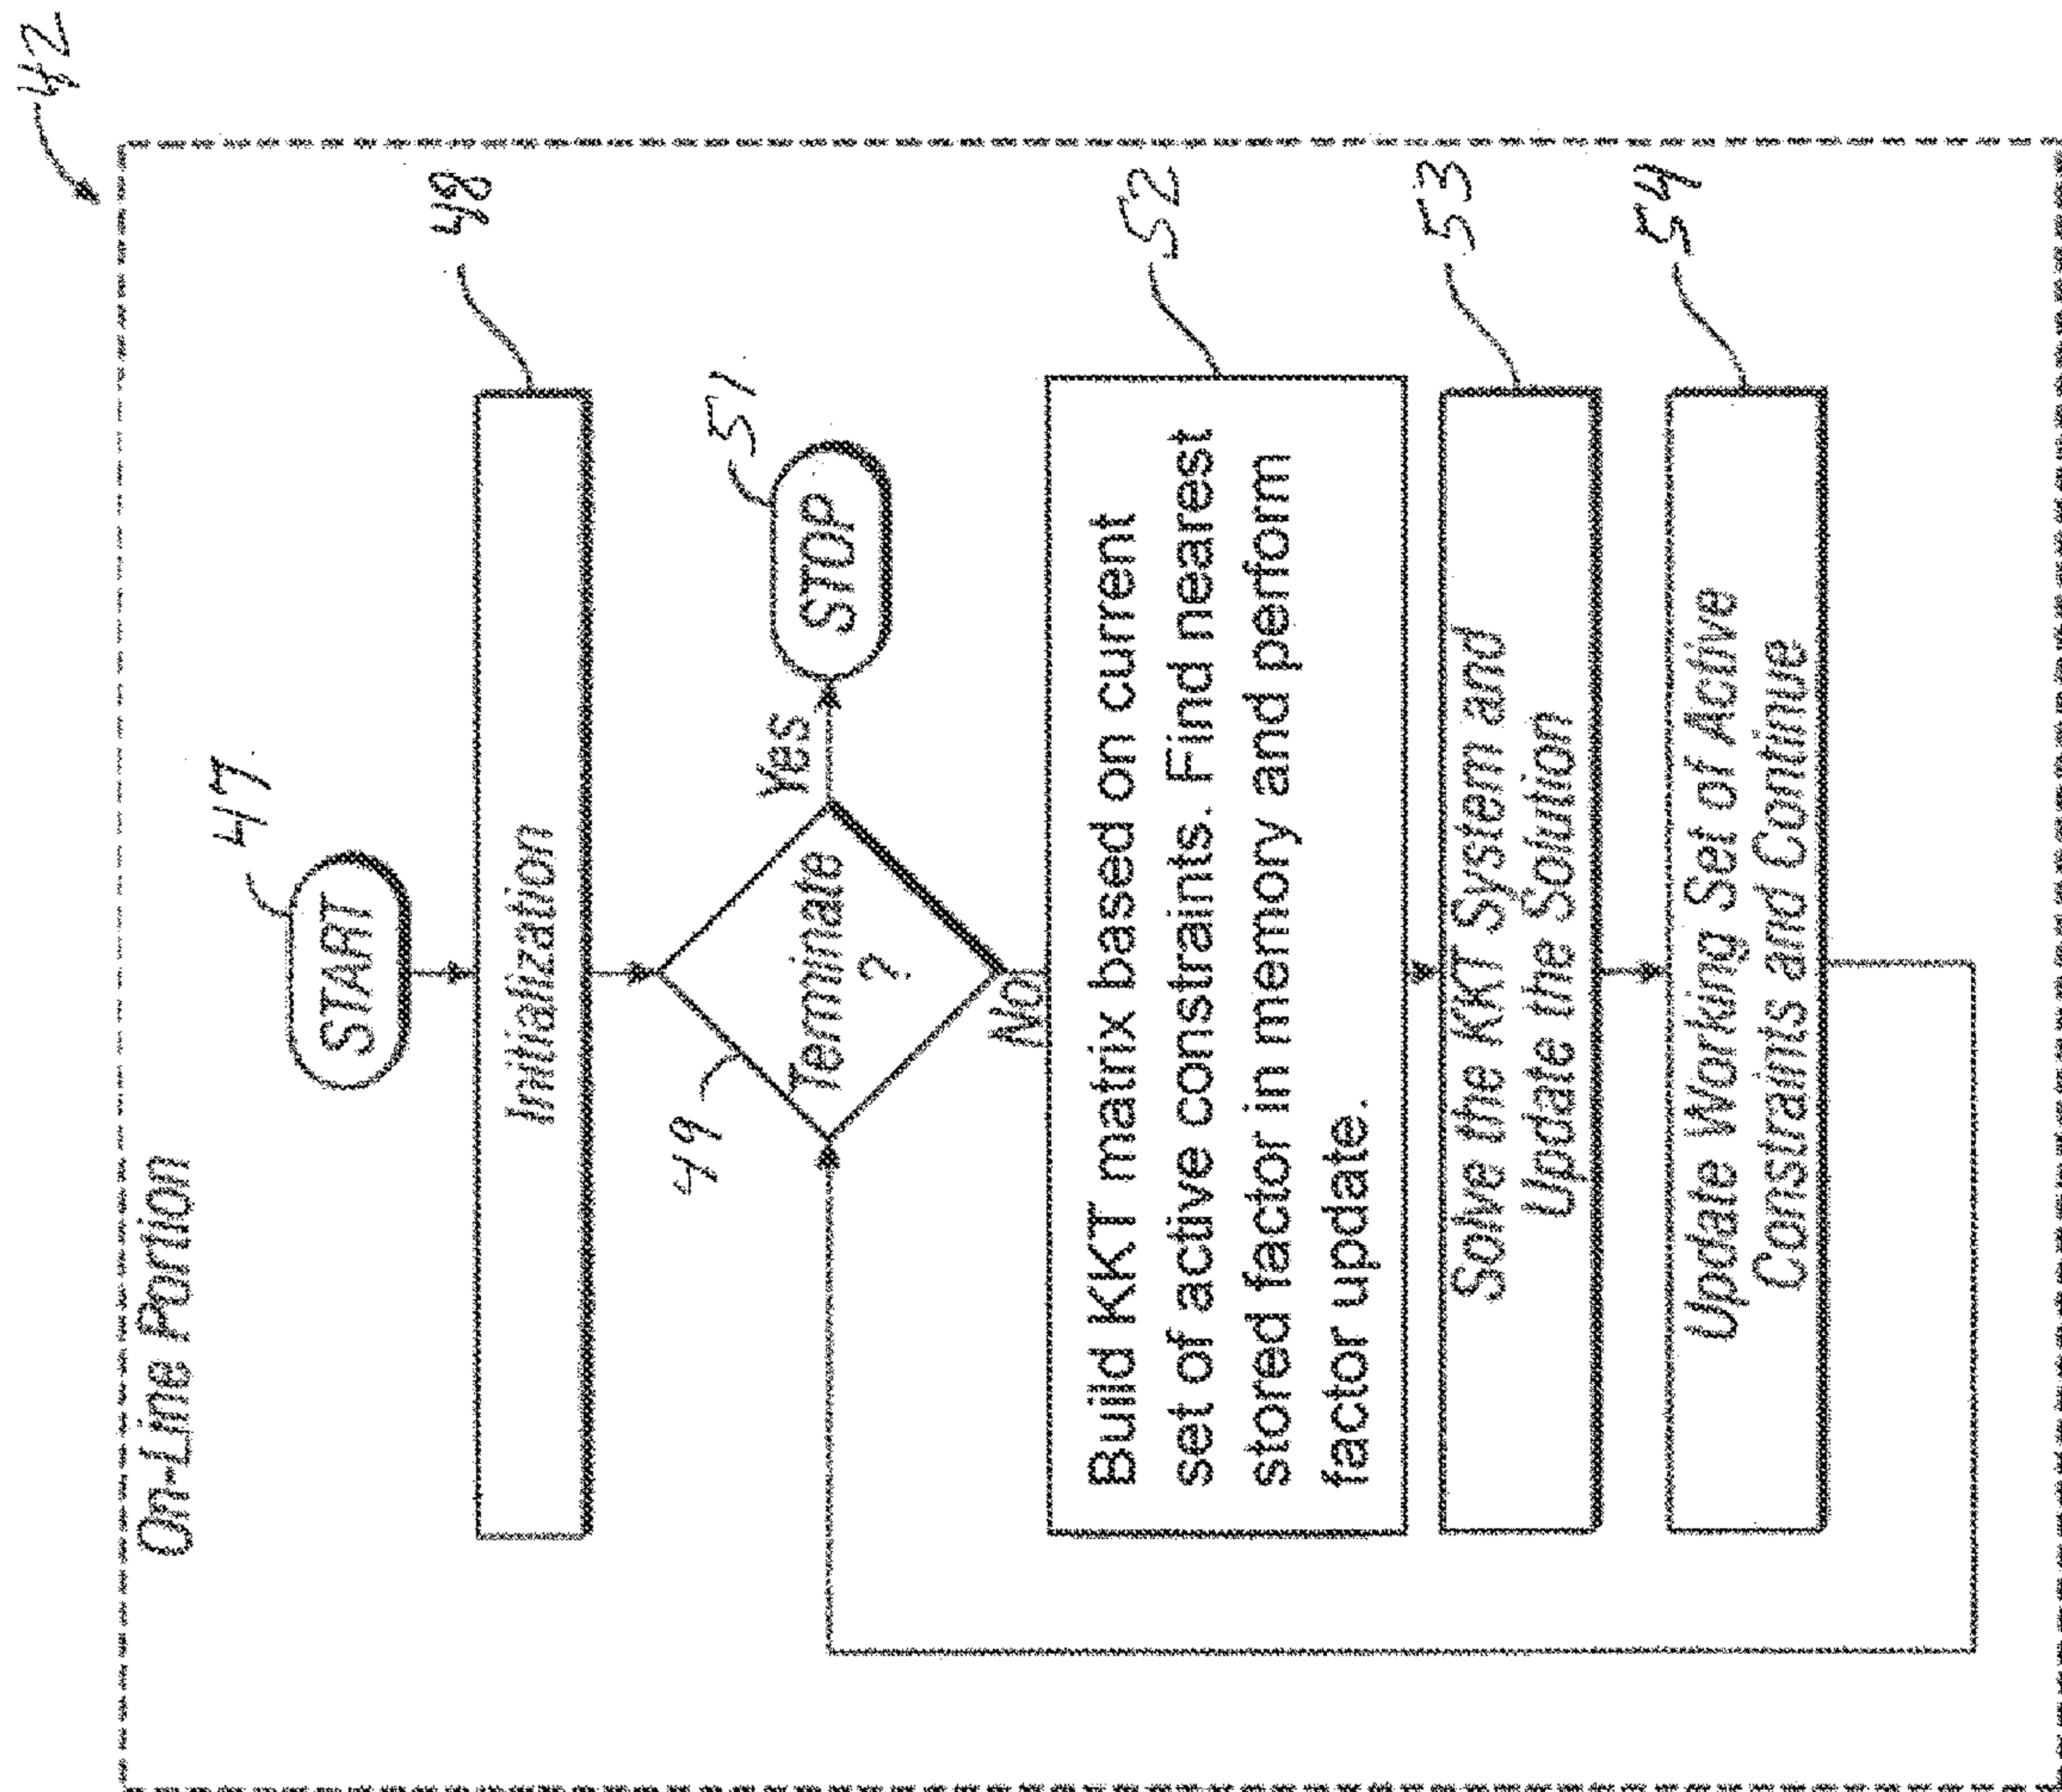 42
On-Line Portion
47
START
48
Initialization
49
Terminate
?
Yes
51
STOP
No
52
Build KKT matrix based on current
set of active constraints. Find nearest
stored factor in memory and perform
factor update.
53
Solve the KKT System and
Update the Solution
54
Update Working Set of Active
Constraints and Continue